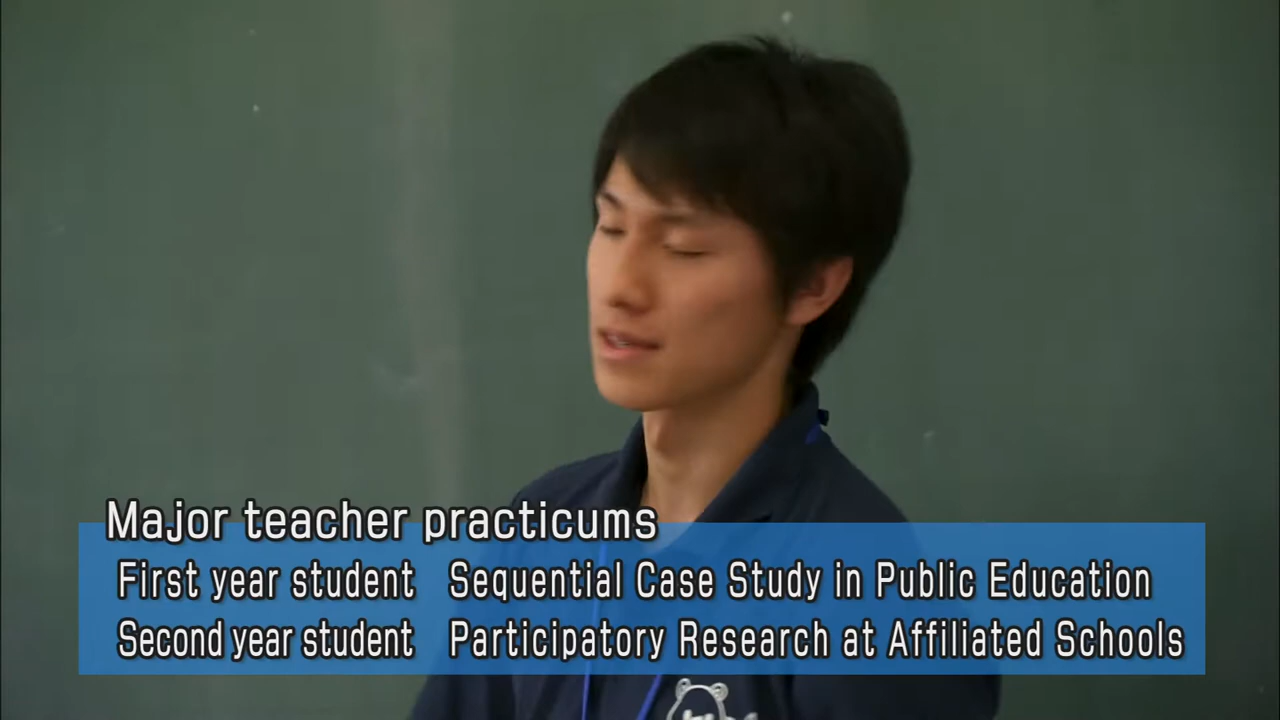 Major teacher practicums
First year student Sequential Case Study in Public Education
Second year student Participatory Research at Affiliated Schools